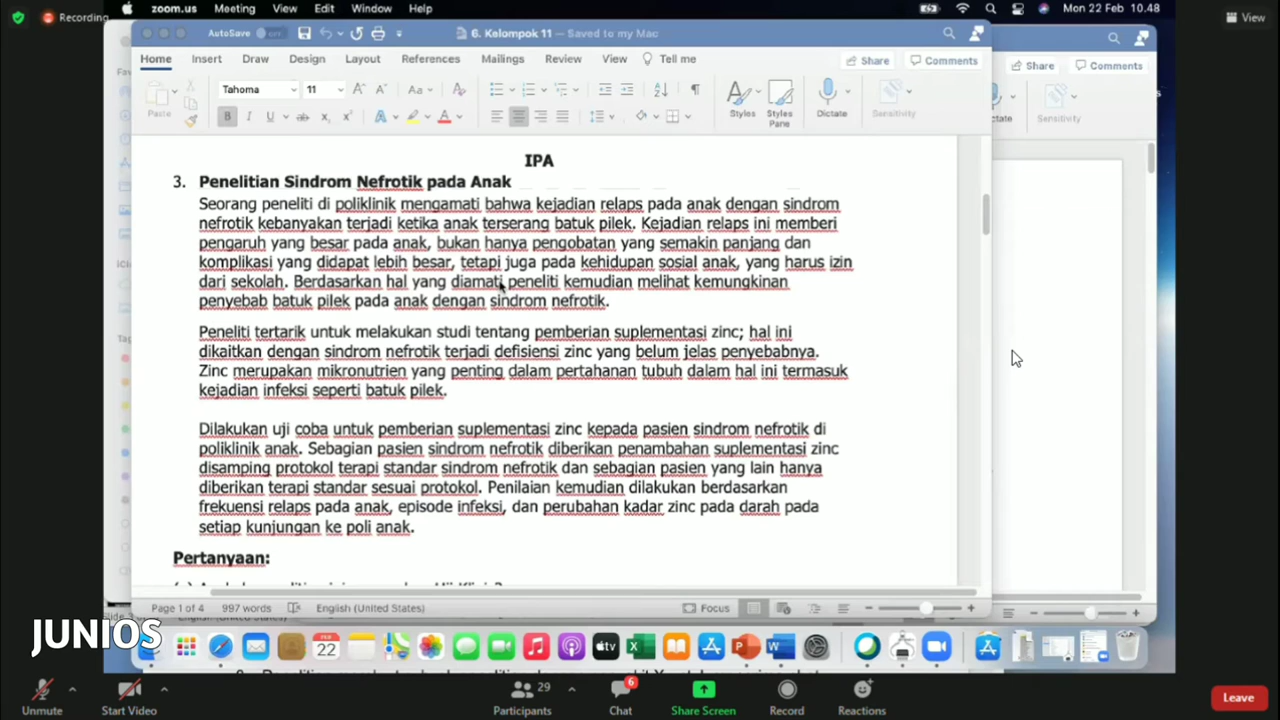 Recording
zoom.us Meeting View Edit Window Help
Mon 22 Feb 10.48
View
AutoSave
6. Kelompok 11 — Saved to my Mac
Home Insert Draw Design Layout References Mailings Review View Tell me
Share Comments
Share Comments
Tahoma 11
Paste
Styles Styles Pane Dictate Sensitivity
Sensitivity
IPA
3. Penelitian Sindrom Nefrotik pada Anak
Seorang peneliti di poliklinik mengamati bahwa kejadian relaps pada anak dengan sindrom
nefrotik kebanyakan terjadi ketika anak terserang batuk pilek. Kejadian relaps ini memberi
pengaruh yang besar pada anak, bukan hanya pengobatan yang semakin panjang dan
komplikasi yang didapat lebih besar, tetapi juga pada kehidupan sosial anak, yang harus izin
dari sekolah. Berdasarkan hal yang diamati peneliti kemudian melihat kemungkinan
penyebab batuk pilek pada anak dengan sindrom nefrotik.
Peneliti tertarik untuk melakukan studi tentang pemberian suplementasi zinc; hal ini
dikaitkan dengan sindrom nefrotik terjadi defisiensi zinc yang belum jelas penyebabnya.
Zinc merupakan mikronutrien yang penting dalam pertahanan tubuh dalam hal ini termasuk
kejadian infeksi seperti batuk pilek.
Dilakukan uji coba untuk pemberian suplementasi zinc kepada pasien sindrom nefrotik di
poliklinik anak. Sebagian pasien sindrom nefrotik diberikan penambahan suplementasi zinc
disamping protokol terapi standar sindrom nefrotik dan sebagian pasien yang lain hanya
diberikan terapi standar sesuai protokol. Penilaian kemudian dilakukan berdasarkan
frekuensi relaps pada anak, episode infeksi, dan perubahan kadar zinc pada darah pada
setiap kunjungan ke poli anak.
Pertanyaan:
Page 1 of 4 997 words English (United States) Focus
JUNIOS
FEB
22
tv
Unmute Start Video Participants 29 Chat 6 Share Screen Record Reactions Leave